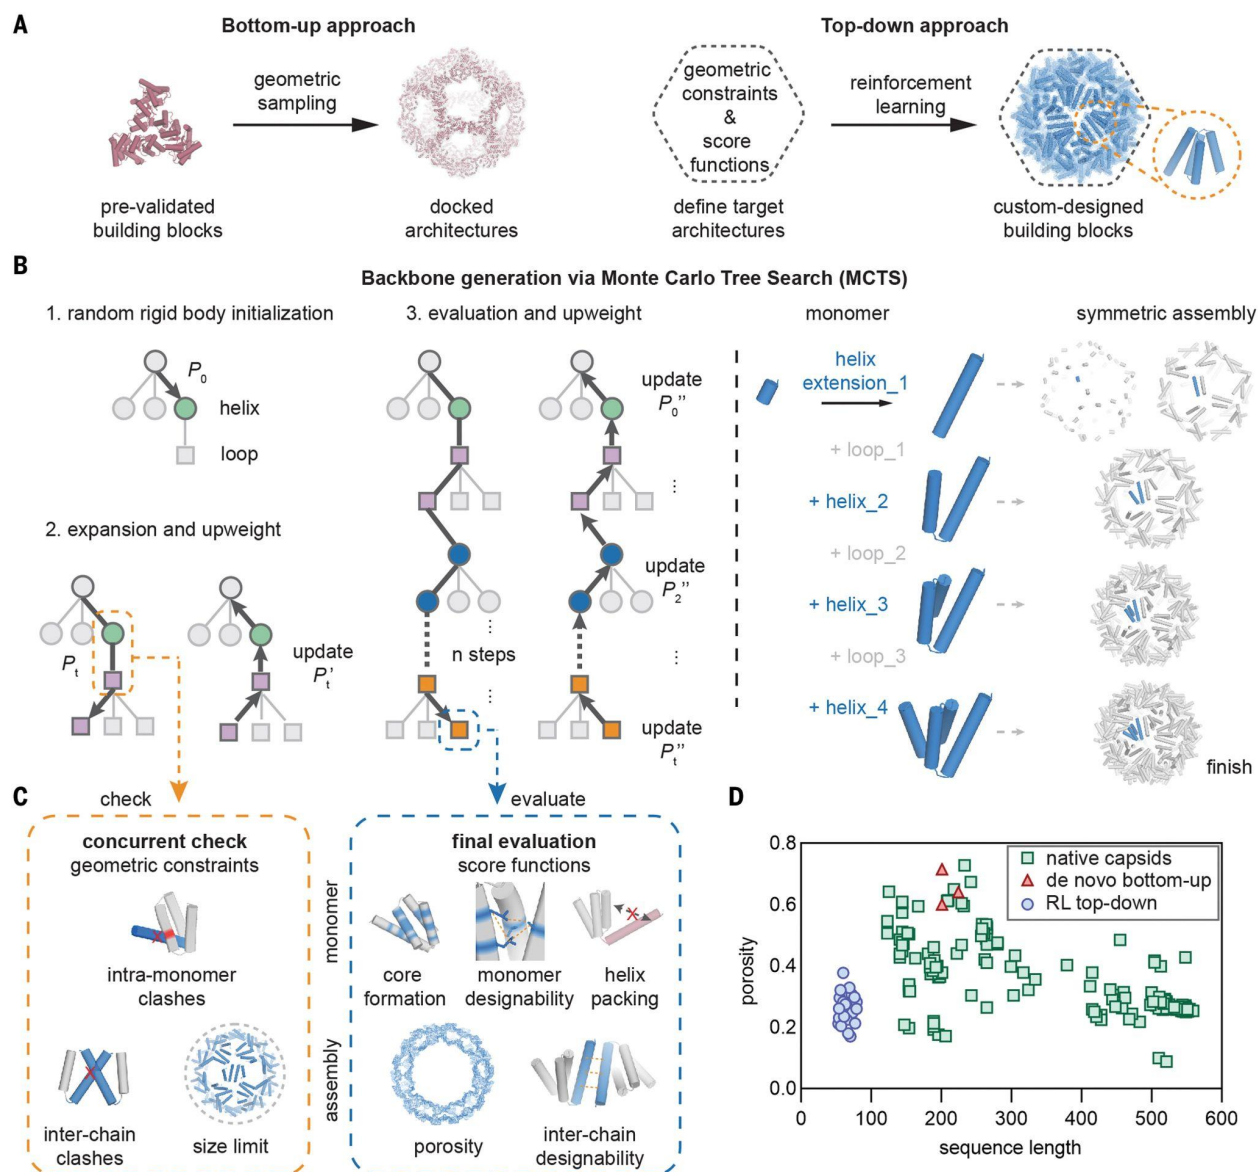 A
Bottom-up approach
geometric
sampling
pre-validated
building blocks
docked
architectures
Top-down approach
geometric
constraints
&
score
functions
reinforcement
learning
define target
architectures
custom-designed
building blocks
B
Backbone generation via Monte Carlo Tree Search (MCTS)
1. random rigid body initialization
P0
helix
loop
2. expansion and upweight
Pt
update
Pt'
3. evaluation and upweight
update
P0''
⋮
update
P2''
⋮
n steps
⋮
⋮
update
Pt''
monomer
symmetric assembly
helix
extension_1
+ loop_1
+ helix_2
+ loop_2
+ helix_3
+ loop_3
+ helix_4
finish
C
check
concurrent check
geometric constraints
intra-monomer
clashes
inter-chain
clashes
size limit
evaluate
monomer
assembly
final evaluation
score functions
core
formation
monomer
designability
helix
packing
porosity
inter-chain
designability
D
native capsids
de novo bottom-up
RL top-down
porosity
0.8
0.6
0.4
0.2
0.0
0 100 200 300 400 500 600
sequence length